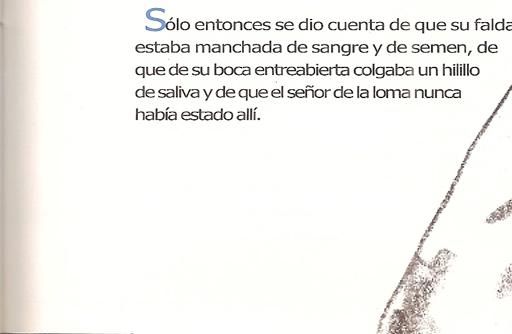 Sólo entonces se dio cuenta de que su falda
estaba manchada de sangre y de semen, de
que de su boca entreabierta colgaba un hilillo
de saliva y de que el señor de la loma nunca
había estado allí.